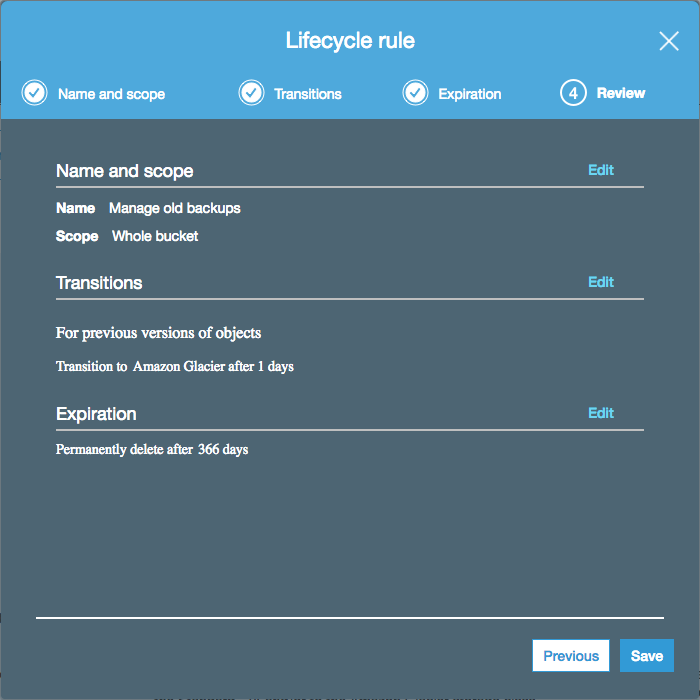 Lifecycle rule
Name and scope
Transitions
Expiration
4 Review
Name and scope Edit
Name Manage old backups
Scope Whole bucket
Transitions Edit
For previous versions of objects
Transition to Amazon Glacier after 1 days
Expiration Edit
Permanently delete after 366 days
Previous
Save